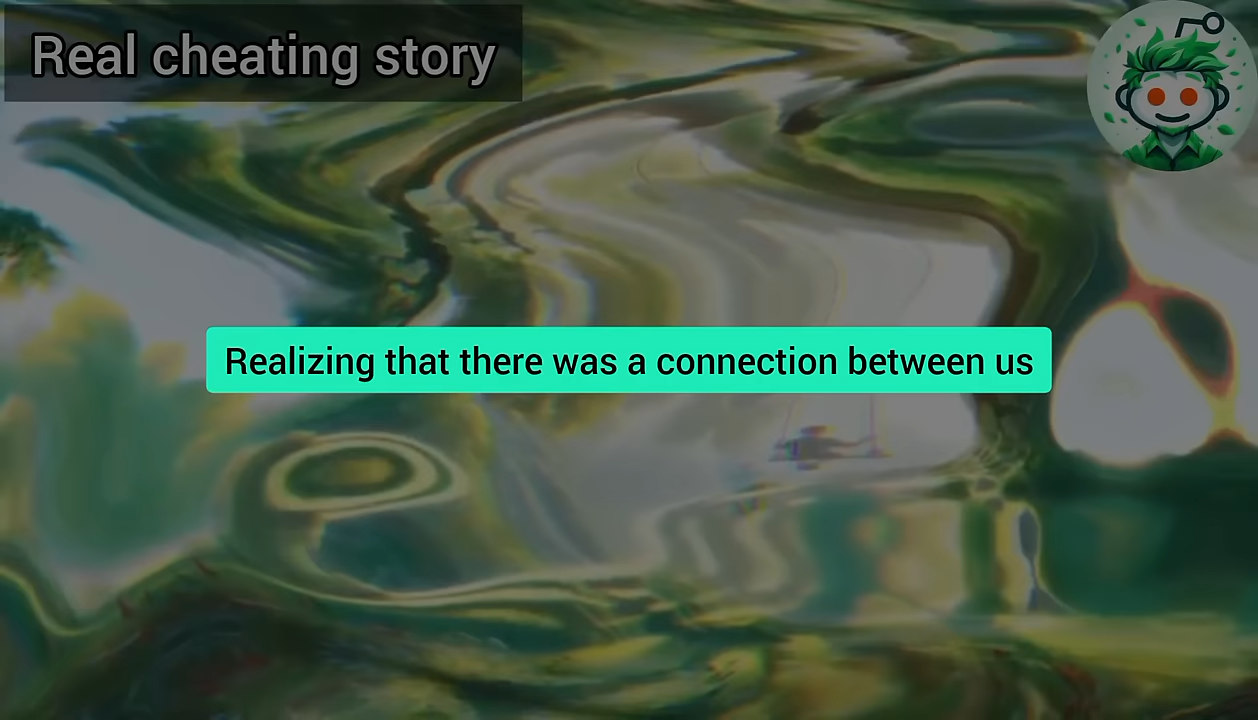 Real cheating story
Realizing that there was a connection between us